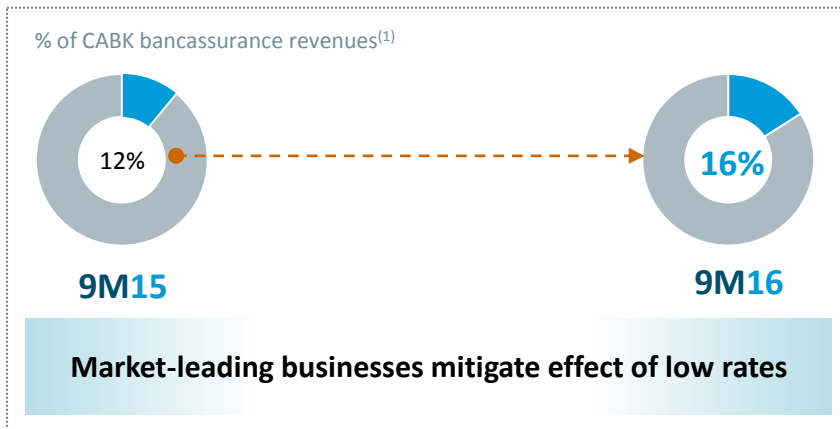 % of CABK bancassurance revenues(1)
12%
16%
9M15
9M16
Market-leading businesses mitigate effect of low rates